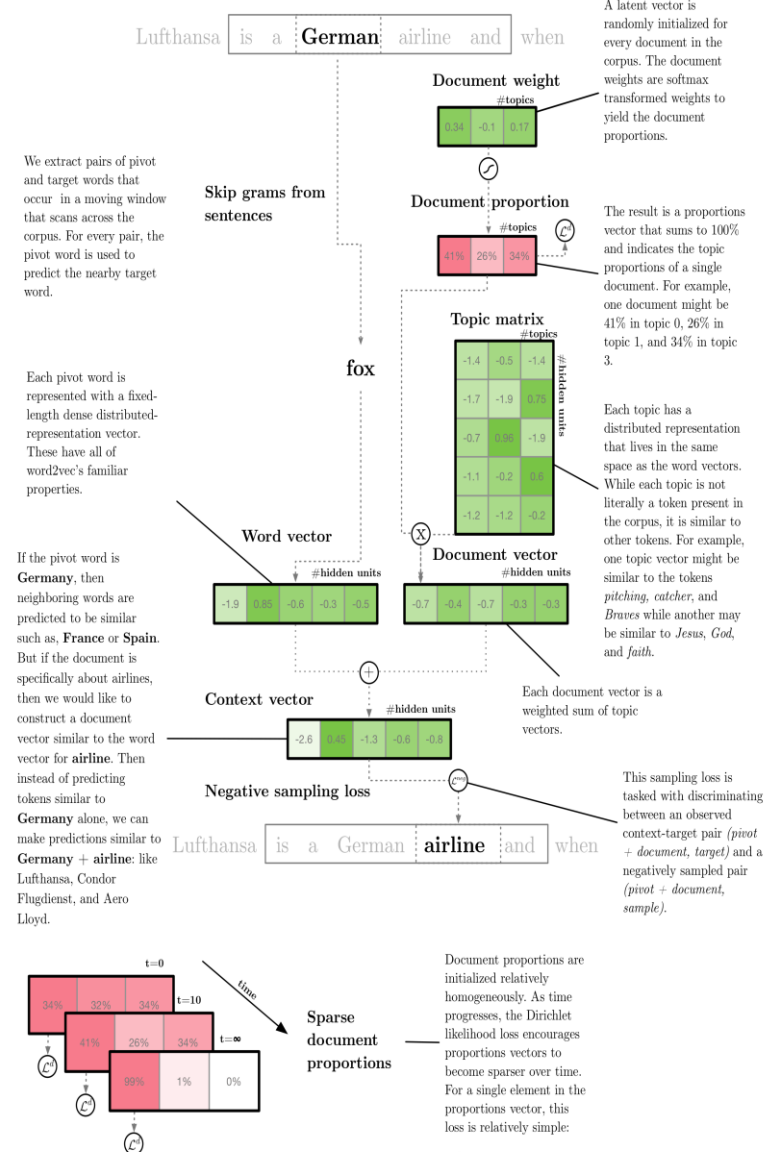 A latent vector is
randomly initialized for
every document in the
corpus. The document
weights are softmax
transformed weights to
yield the document
proportions.
Lufthansa is a German airline and when
Document weight
#topics
0.34 -0.1 0.17
We extract pairs of pivot
and target words that
occur in a moving window
that scans across the
corpus. For every pair, the
pivot word is used to
predict the nearby target
word.
Skip grams from
sentences
Document proportion
#topics
41% 26% 34%
ℒd
The result is a proportions
vector that sums to 100%
and indicates the topic
proportions of a single
document. For example,
one document might be
41% in topic 0, 26% in
topic 1, and 34% in topic
3.
Topic matrix
#topics
#hidden units
-1.4 -0.5 -1.4
-1.7 -1.9 0.75
-0.7 0.96 -1.9
-1.1 -0.2 0.6
-1.2 -1.2 -0.2
fox
Each pivot word is
represented with a fixed-
length dense distributed-
representation vector.
These have all of
word2vec's familiar
properties.
Each topic has a
distributed representation
that lives in the same
space as the word vectors.
While each topic is not
literally a token present in
the corpus, it is similar to
other tokens. For example,
one topic vector might be
similar to the tokens
pitching, catcher, and
Braves while another may
be similar to Jesus, God,
and faith.
X
Word vector
#hidden units
-1.9 0.85 -0.6 -0.3 -0.5
Document vector
#hidden units
-0.7 -0.4 -0.7 -0.3 -0.3
+
If the pivot word is
Germany, then
neighboring words are
predicted to be similar
such as, France or Spain.
But if the document is
specifically about airlines,
then we would like to
construct a document
vector similar to the word
vector for airline. Then
instead of predicting
tokens similar to
Germany alone, we can
make predictions similar to
Germany + airline: like
Lufthansa, Condor
Flugdienst, and Aero
Lloyd.
Each document vector is a
weighted sum of topic
vectors.
Context vector
#hidden units
-2.6 0.45 -1.3 -0.6 -0.8
Negative sampling loss
ℒneg
This sampling loss is
tasked with discriminating
between an observed
context-target pair (pivot
+ document, target) and a
negatively sampled pair
(pivot + document,
sample).
Lufthansa is a German airline and when
t=0
34% 32% 34%
t=10
41% 26% 34%
t=∞
99% 1% 0%
ℒd
ℒd
ℒd
time
Sparse
document
proportions
Document proportions are
initialized relatively
homogeneously. As time
progresses, the Dirichlet
likelihood loss encourages
proportions vectors to
become sparser over time.
For a single element in the
proportions vector, this
loss is relatively simple: